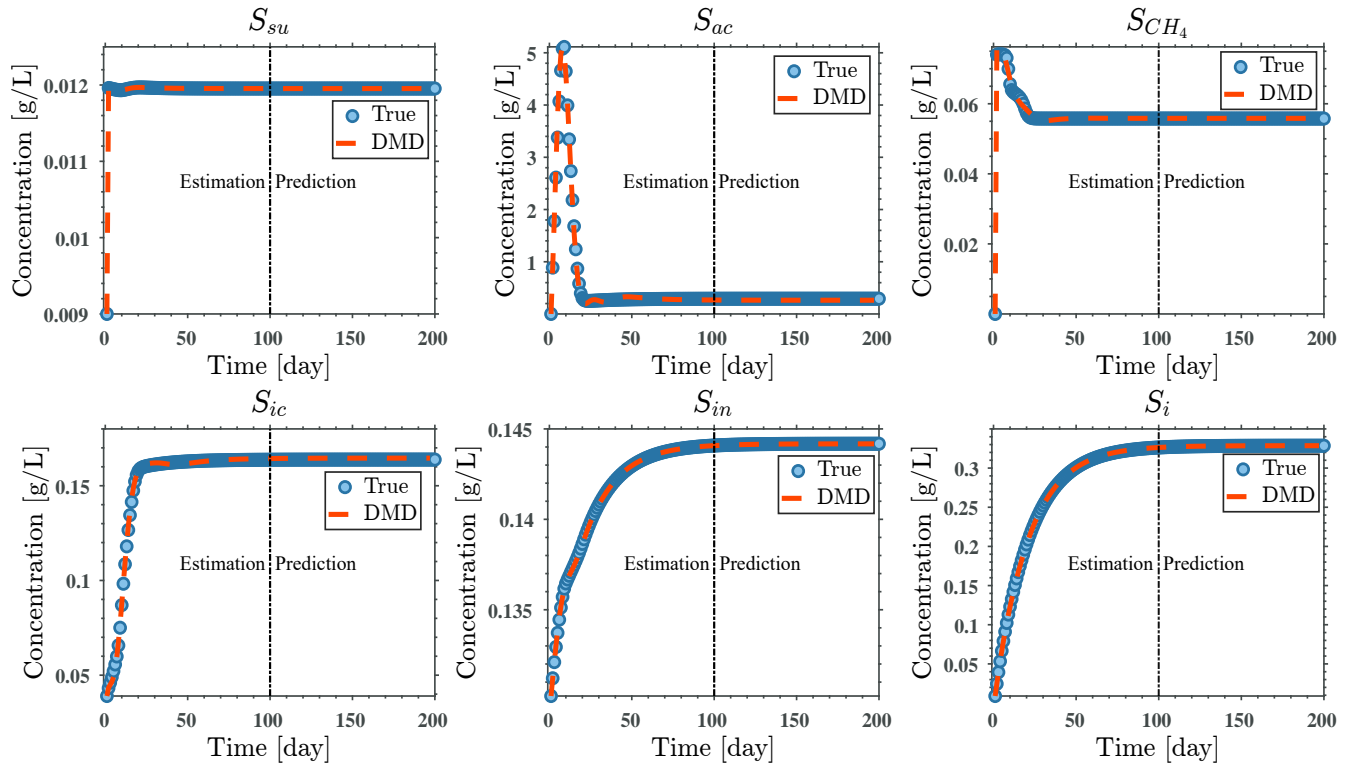 S_su
Concentration [g/L]
0.012
0.011
0.01
0.009
True
DMD
Estimation
Prediction
0
50
100
150
200
Time [day]
S_ac
Concentration [g/L]
5
4
3
2
1
True
DMD
Estimation
Prediction
0
50
100
150
200
Time [day]
S_CH₄
Concentration [g/L]
0.06
0.04
0.02
True
DMD
Estimation
Prediction
0
50
100
150
200
Time [day]
S_ic
Concentration [g/L]
0.15
0.1
0.05
True
DMD
Estimation
Prediction
0
50
100
150
200
Time [day]
S_in
Concentration [g/L]
0.145
0.14
0.135
True
DMD
Estimation
Prediction
0
50
100
150
200
Time [day]
S_i
Concentration [g/L]
0.3
0.25
0.2
0.15
0.1
0.05
True
DMD
Estimation
Prediction
0
50
100
150
200
Time [day]